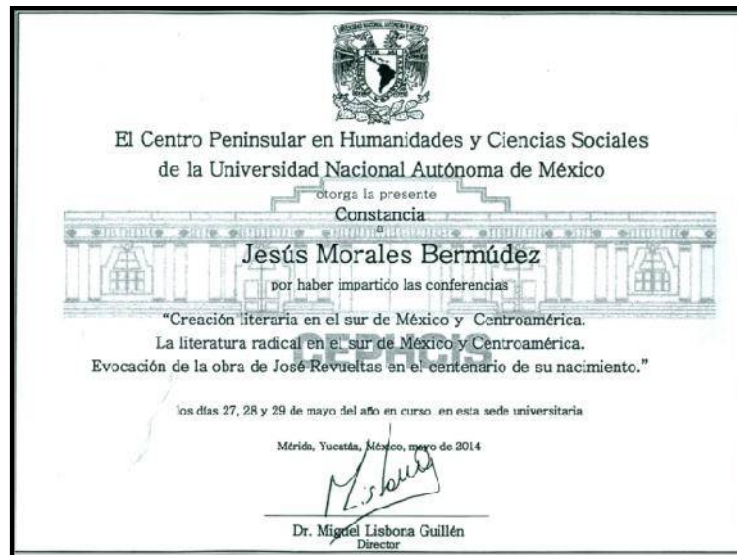 El Centro Peninsular en Humanidades y Ciencias Sociales
de la Universidad Nacional Autónoma de México
otorga la presente
Constancia
a
Jesús Morales Bermúdez
por haber impartico las conferencias
"Creación literaria en el sur de México y Centroamérica.
La literatura radical en el sur de México y Centroamérica.
CEPHCIS
Evocación de la obra de José Revueltas en el centenario de su nacimiento."
los días 27, 28 y 29 de mayo del año en curso en esta sede universitaria
Mérida, Yucatán, México, mayo de 2014
Dr. Miguel Lisbona Guillén
Director